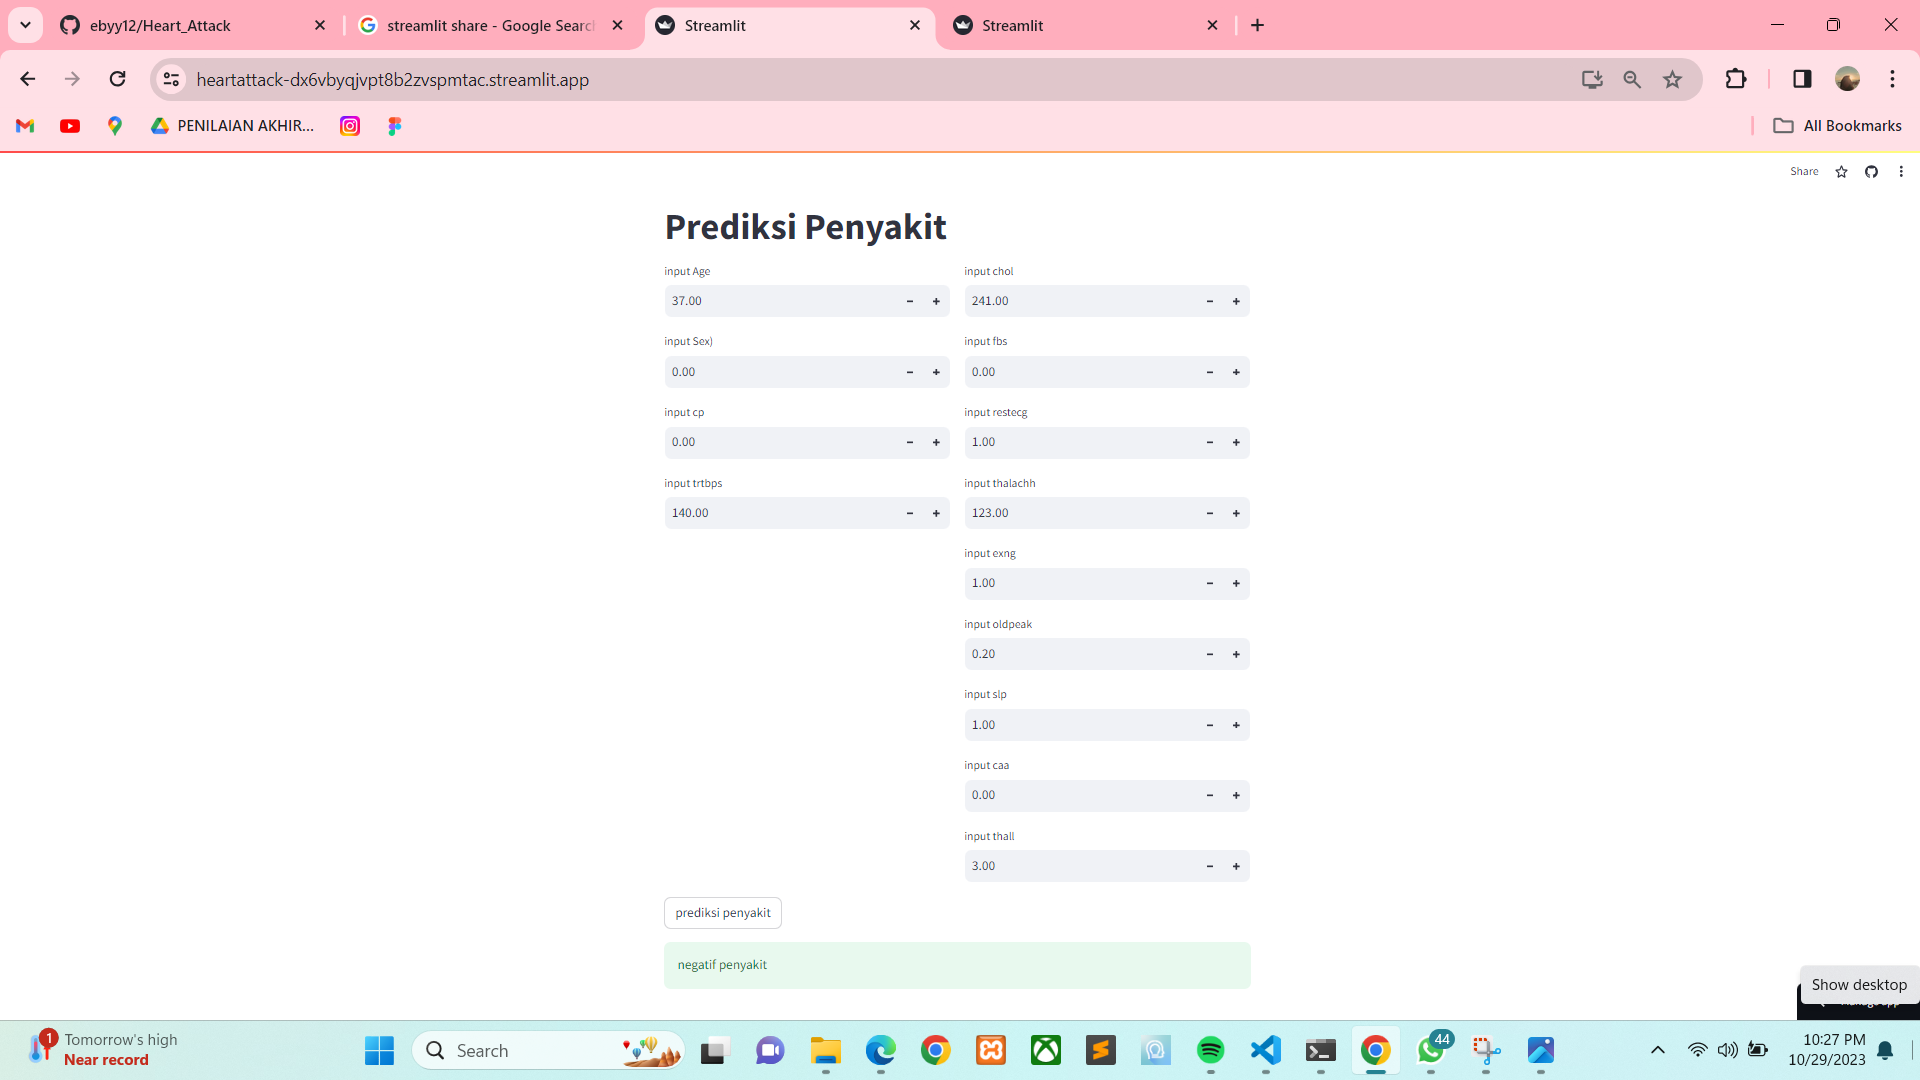 ebyy12/Heart_Attack
streamlit share - Google Searc
Streamlit
Streamlit
heartattack-dx6vbyqjvpt8b2zvspmtac.streamlit.app
PENILAIAN AKHIR...
All Bookmarks
Share
Prediksi Penyakit
input Age
37.00
input Sex)
0.00
input cp
0.00
input trtbps
140.00
input chol
241.00
input fbs
0.00
input restecg
1.00
input thalachh
123.00
input exng
1.00
input oldpeak
0.20
input slp
1.00
input caa
0.00
input thall
3.00
prediksi penyakit
negatif penyakit
Show desktop
1
Tomorrow's high
Near record
Search
44
10:27 PM
10/29/2023